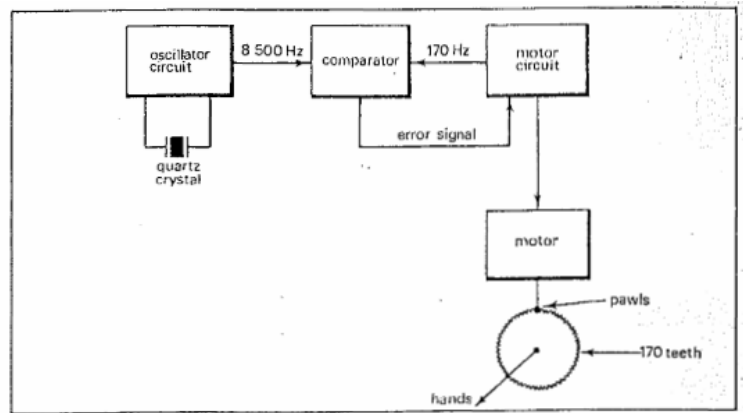 oscillator
circuit
8 500 Hz
comparator
170 Hz
motor
circuit
error signal
quartz
crystal
motor
pawls
170 teeth
hands